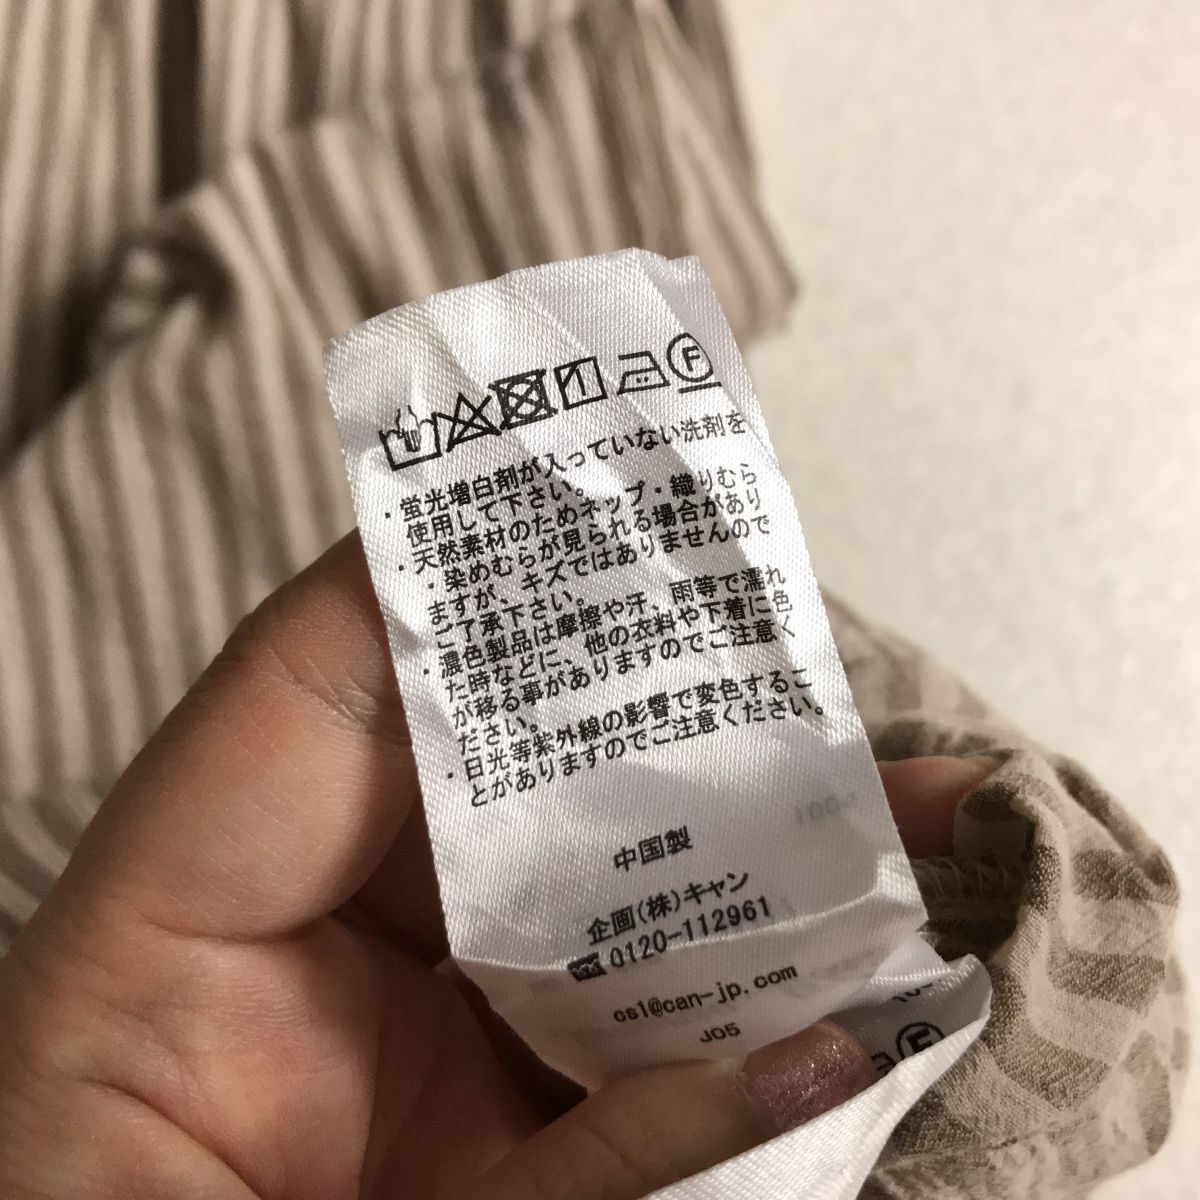 F
・蛍光増白剤が入っていない洗剤を
使用して下さい。
・天然素材のためネップ・織りむら
・染めむらが見られる場合があり
ますが、キズではありませんので
ご了承下さい。
・濃色製品は摩擦や汗、雨等で濡れ
た時などに、他の衣料や下着に色
が移る事がありますのでご注意く
ださい。
・日光等紫外線の影響で変色するこ
とがありますのでご注意ください。
中国製
企画(株)キャン
0120-112961
cs1@can-jp.com
J05
F